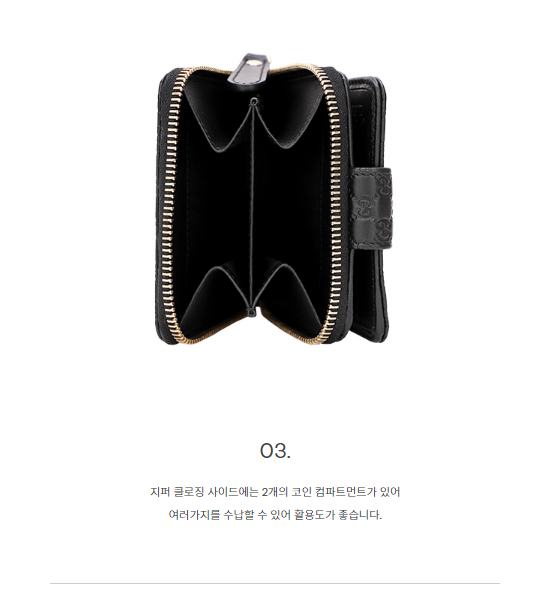 03.
지퍼 클로징 사이드에는 2개의 코인 컴파트먼트가 있어
여러가지를 수납할 수 있어 활용도가 좋습니다.